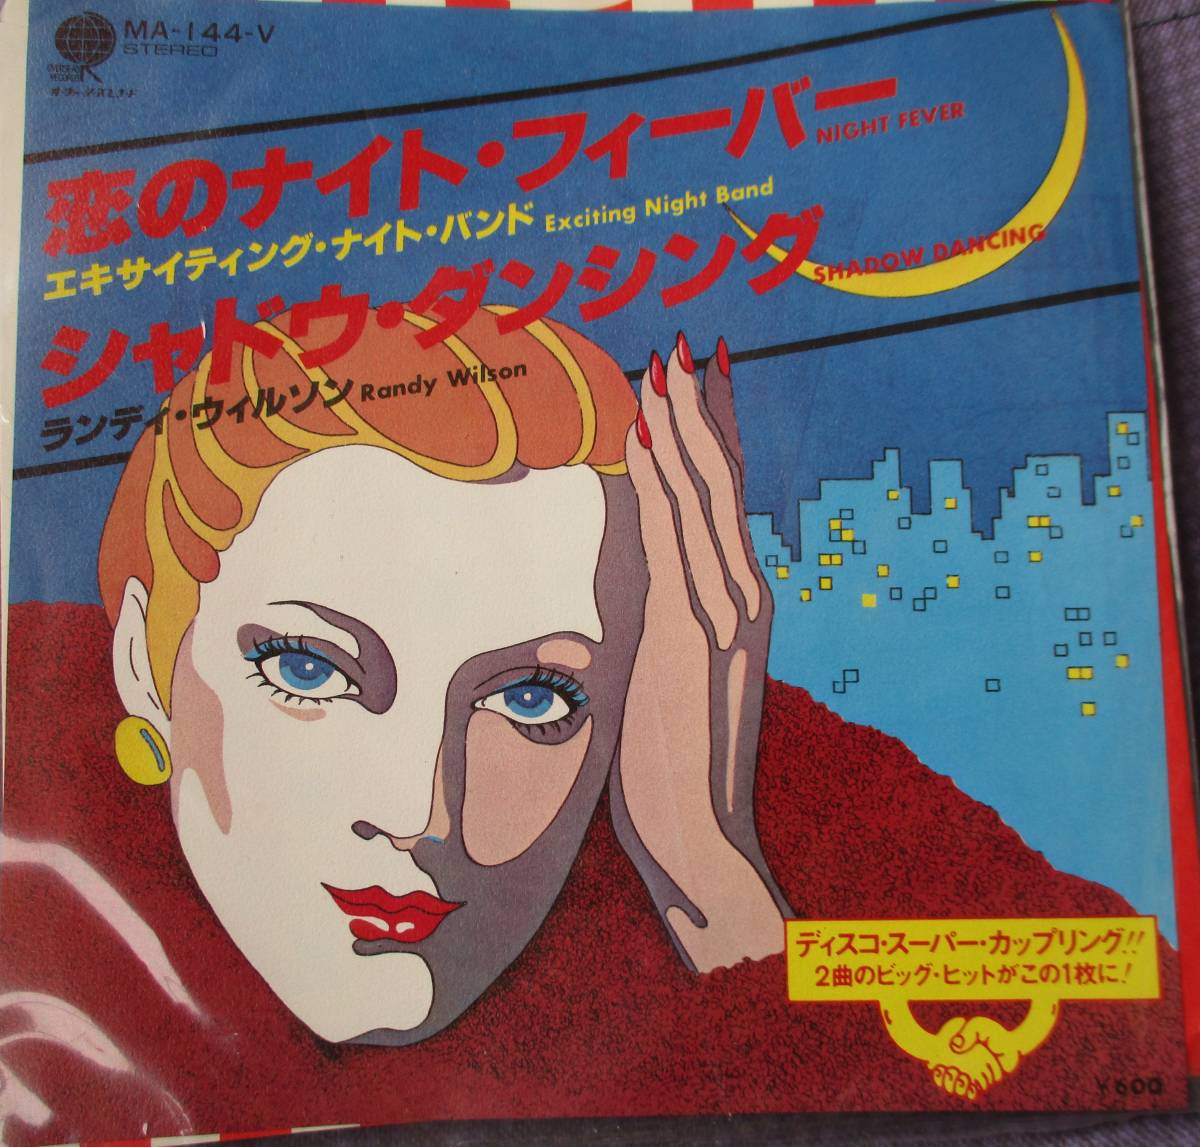 MA-144-V
STEREO
OVERSEAS
RECORDS
恋のナイト・フィーバー NIGHT FEVER
エキサイティング・ナイト・バンド Exciting Night Band
シャドウ・ダンシング SHADOW DANCING
ランディ・ウィルソン Randy Wilson
ディスコ・スーパー・カップリング!!
2曲のビッグ・ヒットがこの1枚に!
¥600